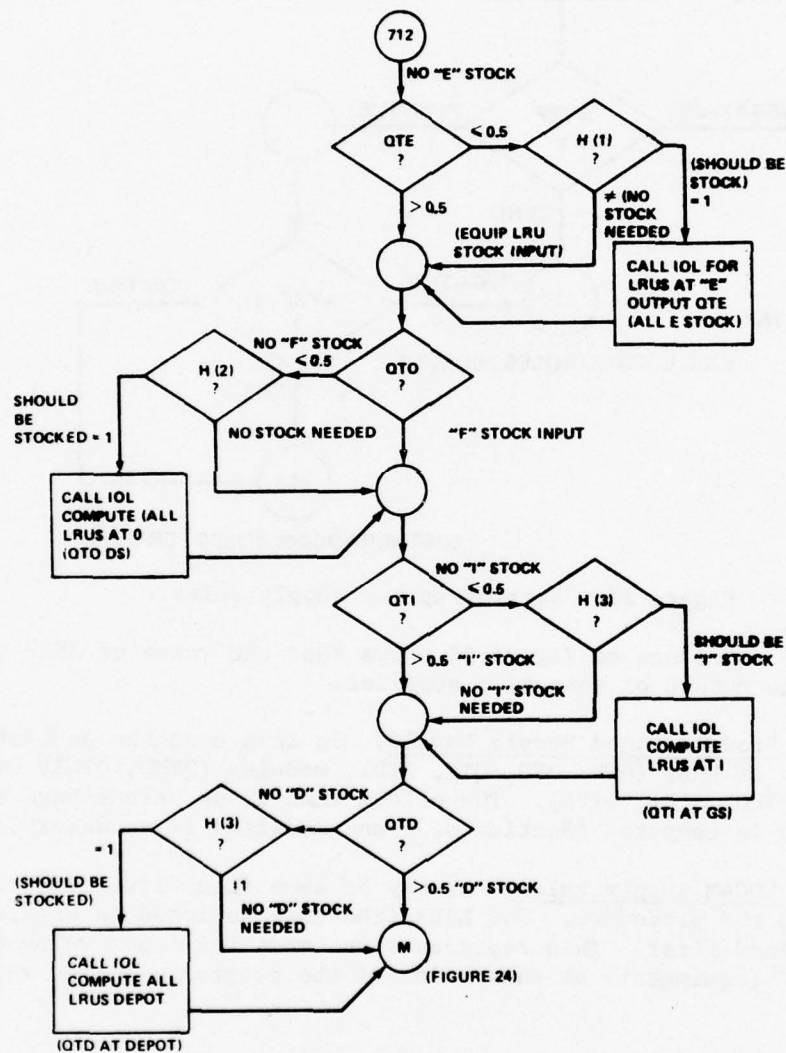 712
NO "E" STOCK
QTE
?
≤ 0.5
H (1)
?
(SHOULD BE
STOCK)
= 1
> 0.5
≠ (NO
STOCK
NEEDED
(EQUIP LRU
STOCK INPUT)
CALL IOL FOR
LRUS AT "E"
OUTPUT QTE
(ALL E STOCK)
NO "F" STOCK
≤ 0.5
H (2)
?
QTO
?
SHOULD
BE
STOCKED = 1
NO STOCK NEEDED
"F" STOCK INPUT
CALL IOL
COMPUTE (ALL
LRUS AT 0
(QTO DS)
NO "I" STOCK
≤ 0.5
QTI
?
H (3)
?
SHOULD BE
"I" STOCK
> 0.5 "I" STOCK
NO "I" STOCK
NEEDED
CALL IOL
COMPUTE
LRUS AT I
(QTI AT GS)
NO "D" STOCK
H (3)
?
QTD
?
= 1
(SHOULD BE
STOCKED)
> 0.5 "D" STOCK
NO "D" STOCK
NEEDED
CALL IOL
COMPUTE ALL
LRUS DEPOT
M
(FIGURE 24)
(QTD AT DEPOT)